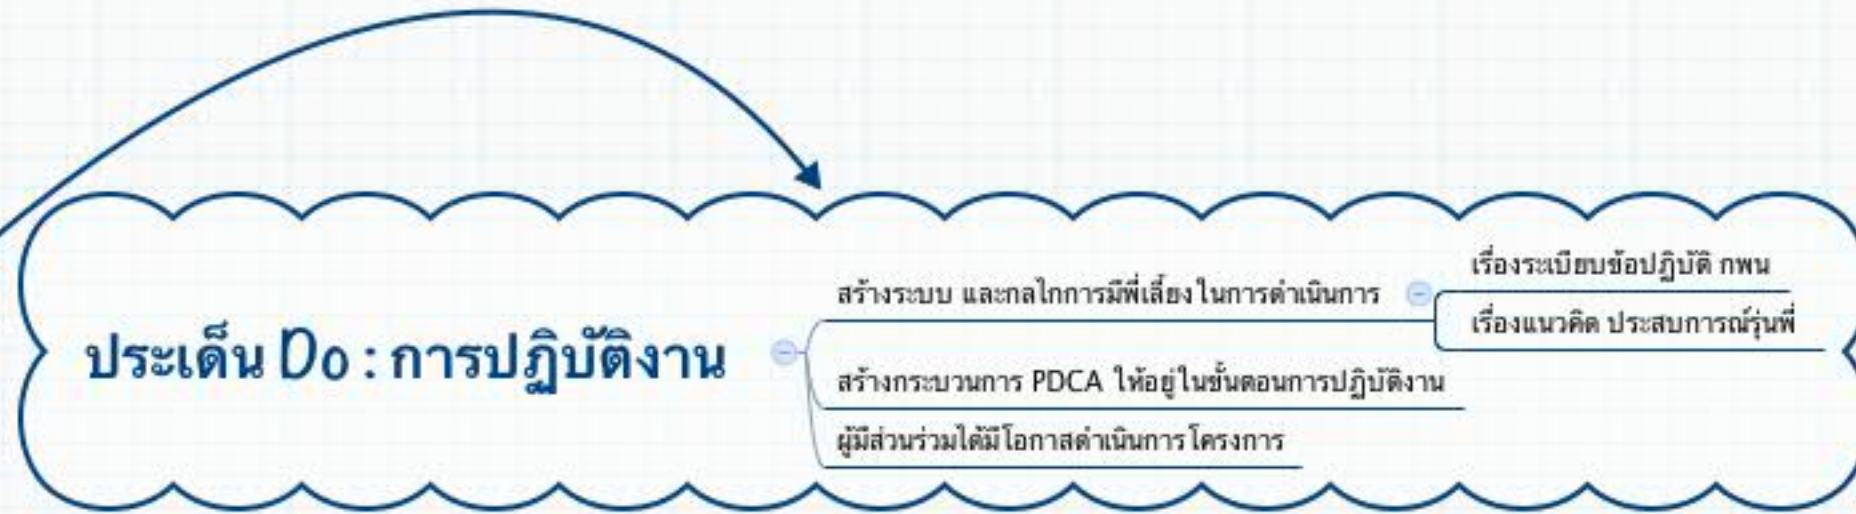 ประเด็น Do : การปฏิบัติงาน
สร้างระบบ และกลไกการมีพี่เลี้ยงในการดำเนินการ
เรื่องระเบียบข้อปฏิบัติ กพน
เรื่องแนวคิด ประสบการณ์รุ่นพี่
สร้างกระบวนการ PDCA ให้อยู่ในขั้นตอนการปฏิบัติงาน
ผู้มีส่วนร่วมได้มีโอกาสดำเนินการโครงการ